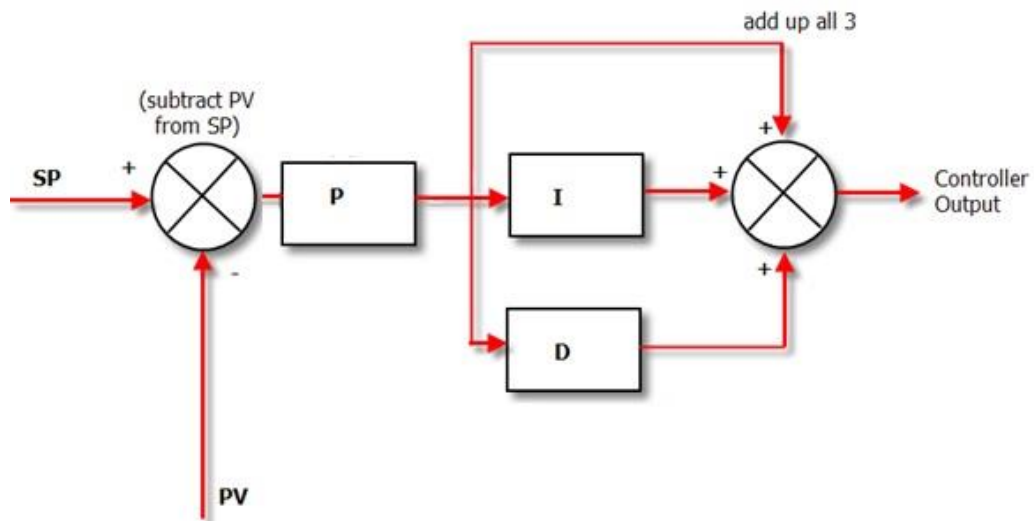 add up all 3
(subtract PV
from SP)
+
SP
+
-
P
I
D
+
+
+
Controller
Output
PV